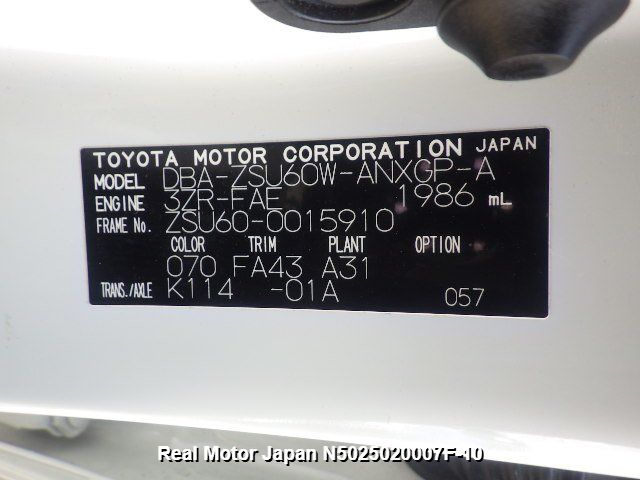 TOYOTA MOTOR CORPORATION JAPAN
MODEL DBA-ZSU60W-ANXGP-A
ENGINE 3ZR-FAE 1986 mL
FRAME No. ZSU60-0015910
COLOR TRIM PLANT OPTION
070 FA43 A31
TRANS./AXLE K114 -01A 057
Real Motor Japan N5025020007F-10